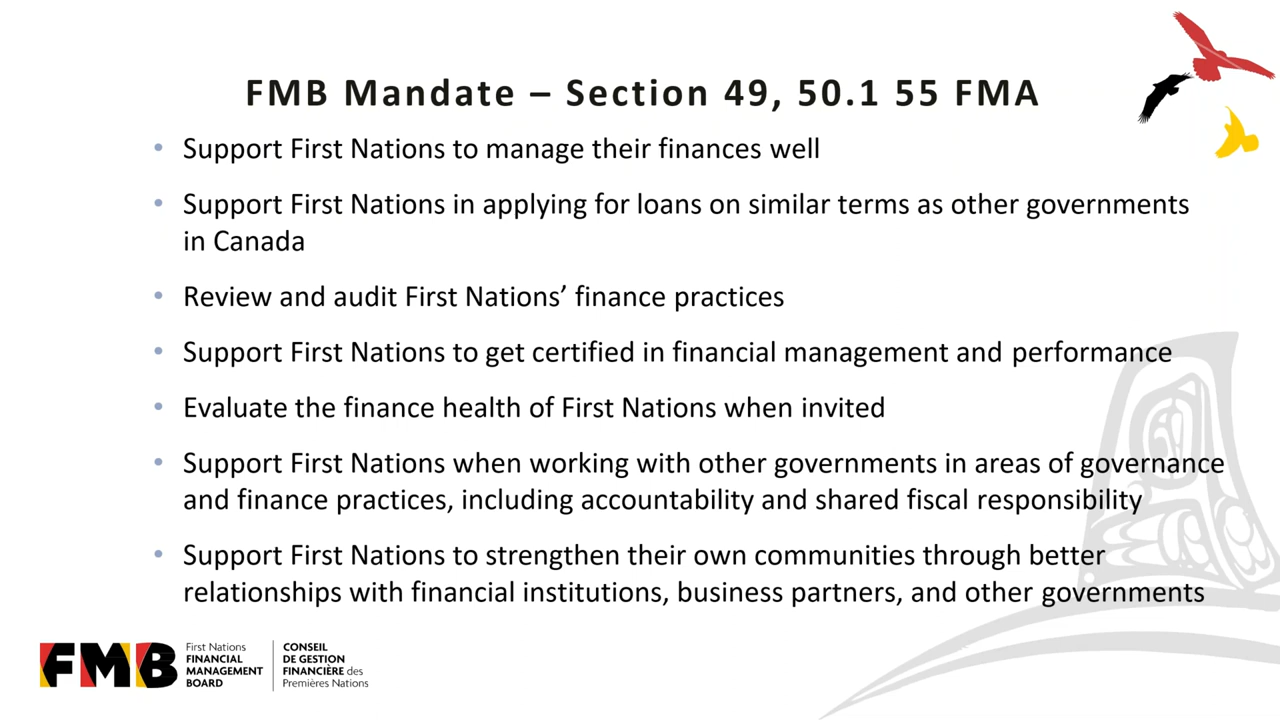 FMB Mandate – Section 49, 50.1 55 FMA
• Support First Nations to manage their finances well
• Support First Nations in applying for loans on similar terms as other governments
in Canada
• Review and audit First Nations’ finance practices
• Support First Nations to get certified in financial management and performance
• Evaluate the finance health of First Nations when invited
• Support First Nations when working with other governments in areas of governance
and finance practices, including accountability and shared fiscal responsibility
• Support First Nations to strengthen their own communities through better
relationships with financial institutions, business partners, and other governments
FMB
First Nations
FINANCIAL
MANAGEMENT
BOARD
CONSEIL
DE GESTION
FINANCIÈRE des
Premières Nations